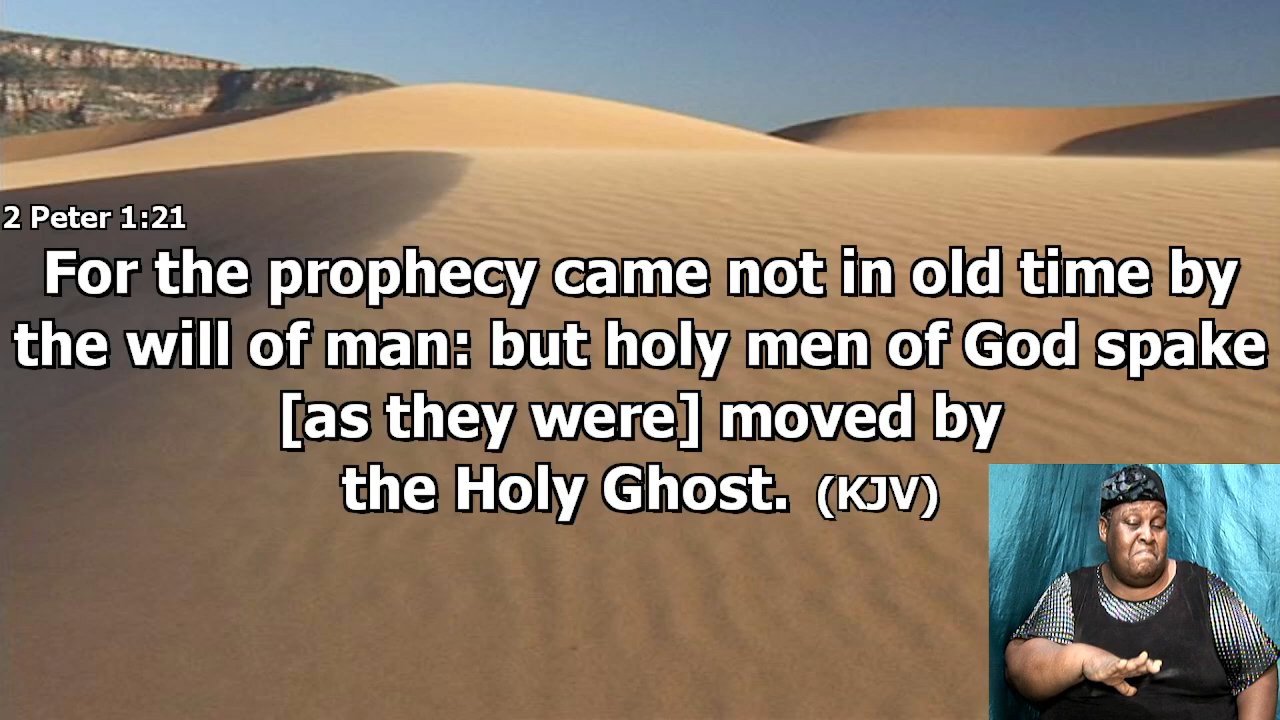 2 Peter 1:21
For the prophecy came not in old time by
the will of man: but holy men of God spake
[as they were] moved by
the Holy Ghost. (KJV)